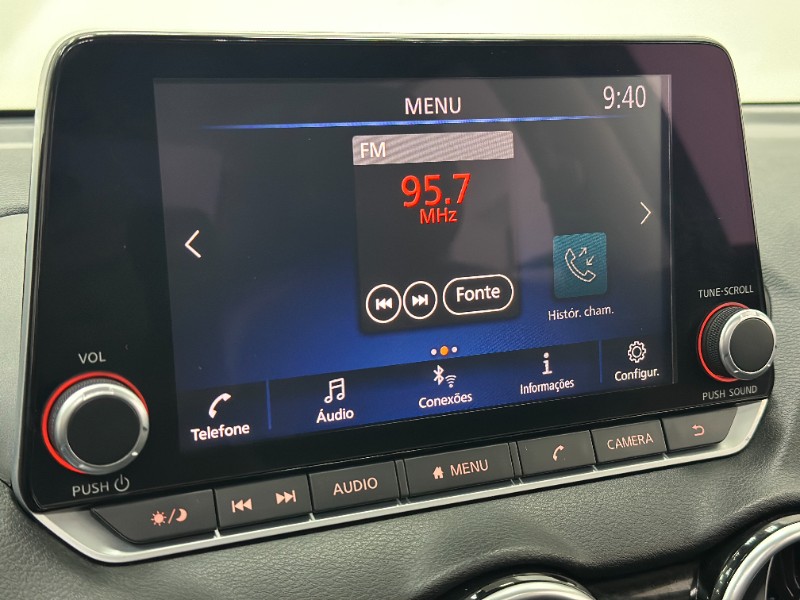 MENU
9:40
FM
95.7
MHz
Fonte
Histór. cham.
TUNE·SCROLL
VOL
PUSH SOUND
Telefone
Áudio
Conexões
Informações
Configur.
PUSH
AUDIO
MENU
CAMERA